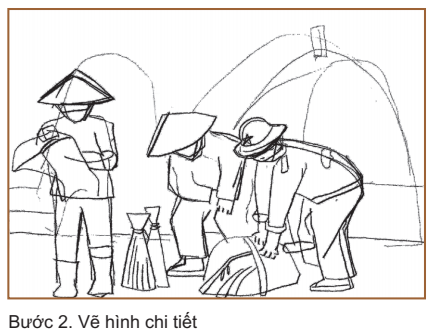 Bước 2. Vẽ hình chi tiết